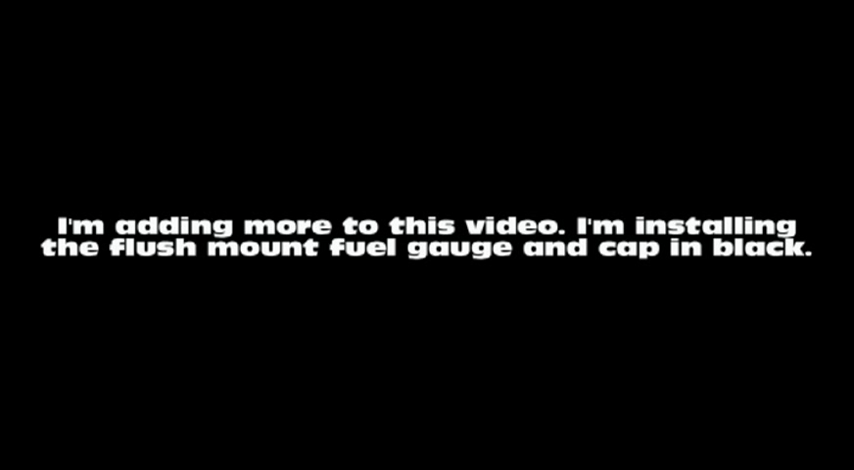 I'm adding more to this video. I'm installing
the flush mount fuel gauge and cap in black.